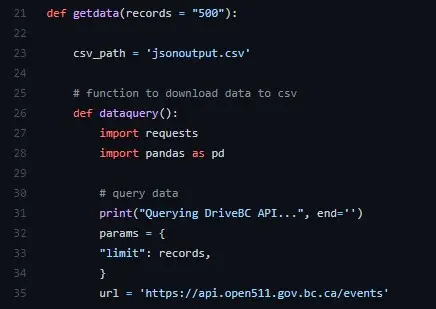 21 def getdata(records = "500"):
22
23 csv_path = 'jsonoutput.csv'
24
25 # function to download data to csv
26 def dataquery():
27 import requests
28 import pandas as pd
29
30 # query data
31 print("Querying DriveBC API...", end='')
32 params = {
33 "limit": records,
34 }
35 url = 'https://api.open511.gov.bc.ca/events'